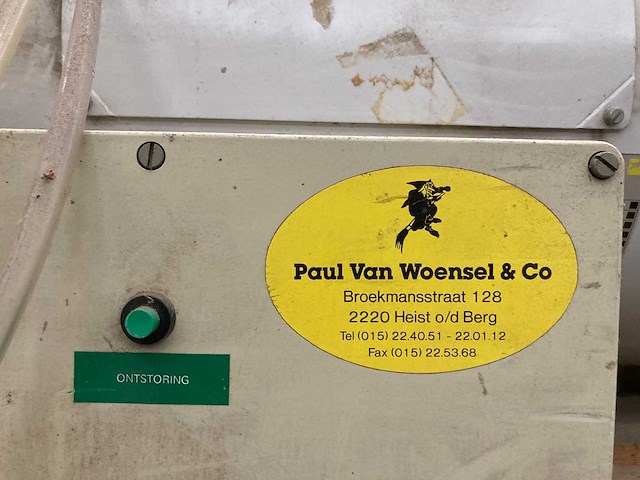 Paul Van Woensel & Co
Broekmansstraat 128
2220 Heist o/d Berg
Tel (015) 22.40.51 - 22.01.12
Fax (015) 22.53.68
ONTSTORING